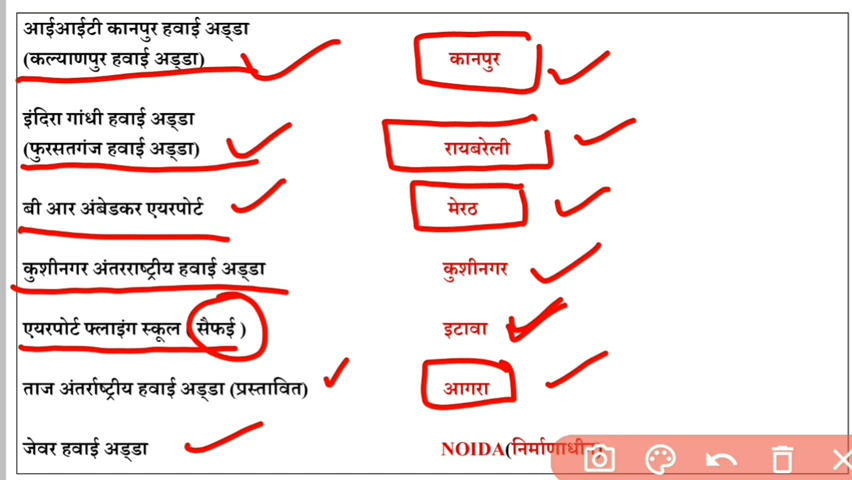 आईआईटी कानपुर हवाई अड्डा
(कल्याणपुर हवाई अड्डा) कानपुर
इंदिरा गांधी हवाई अड्डा
(फुरसतगंज हवाई अड्डा) रायबरेली
बी आर अंबेडकर एयरपोर्ट मेरठ
कुशीनगर अंतरराष्ट्रीय हवाई अड्डा कुशीनगर
एयरपोर्ट फ्लाइंग स्कूल ( सैफई ) इटावा
ताज अंतर्राष्ट्रीय हवाई अड्डा (प्रस्तावित) आगरा
जेवर हवाई अड्डा NOIDA(निर्माणाधीन)